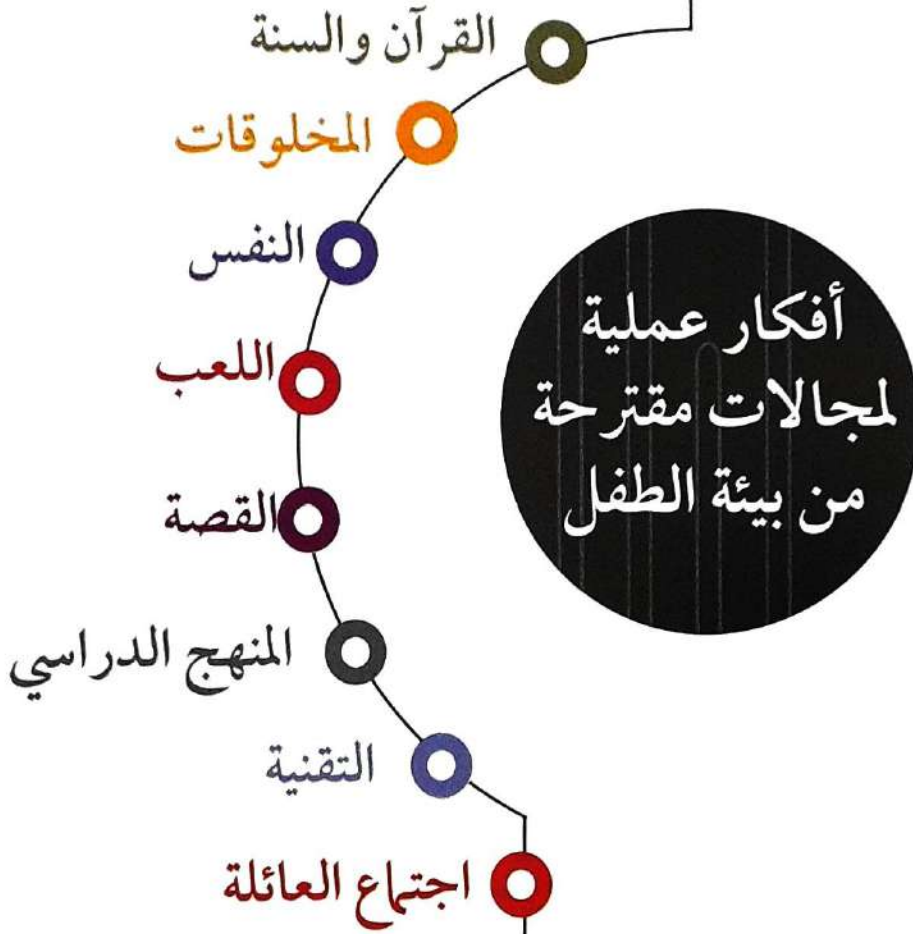 أفكار عملية
لمجالات مقترحة
من بيئة الطفل
القرآن والسنة
المخلوقات
النفس
اللعب
القصة
المنهج الدراسي
التقنية
اجتماع العائلة